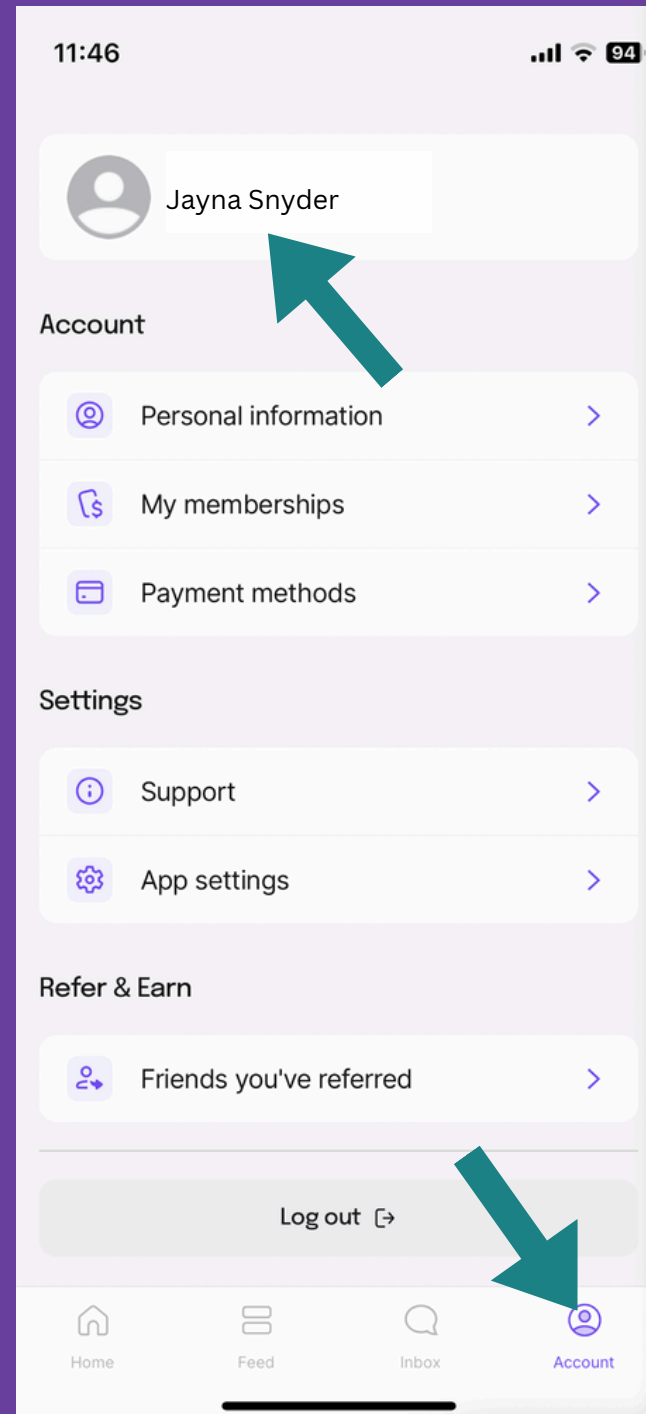 11:46
94
Jayna Snyder
Account
Personal information
My memberships
Payment methods
Settings
Support
App settings
Refer & Earn
Friends you've referred
Log out
Home Feed Inbox Account